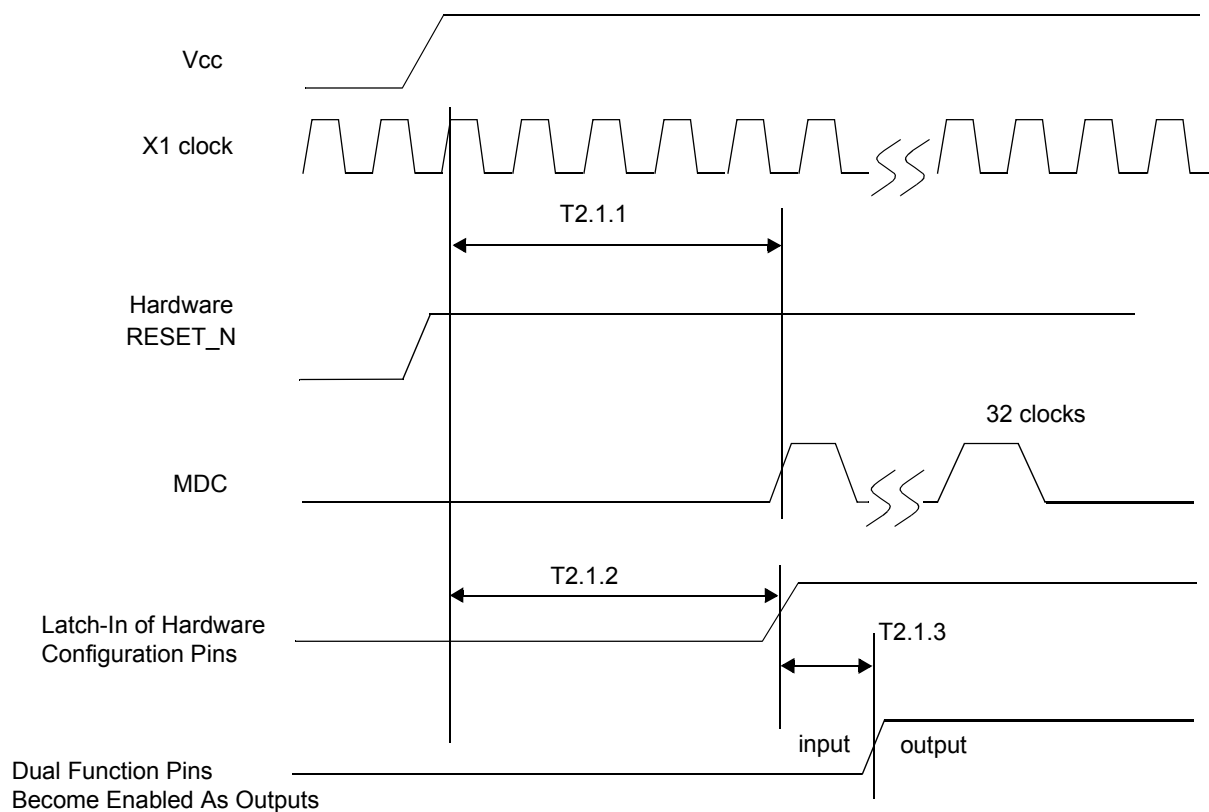 Vcc
X1 clock
T2.1.1
Hardware
RESET_N
32 clocks
MDC
T2.1.2
Latch-In of Hardware
Configuration Pins
T2.1.3
input
output
Dual Function Pins
Become Enabled As Outputs